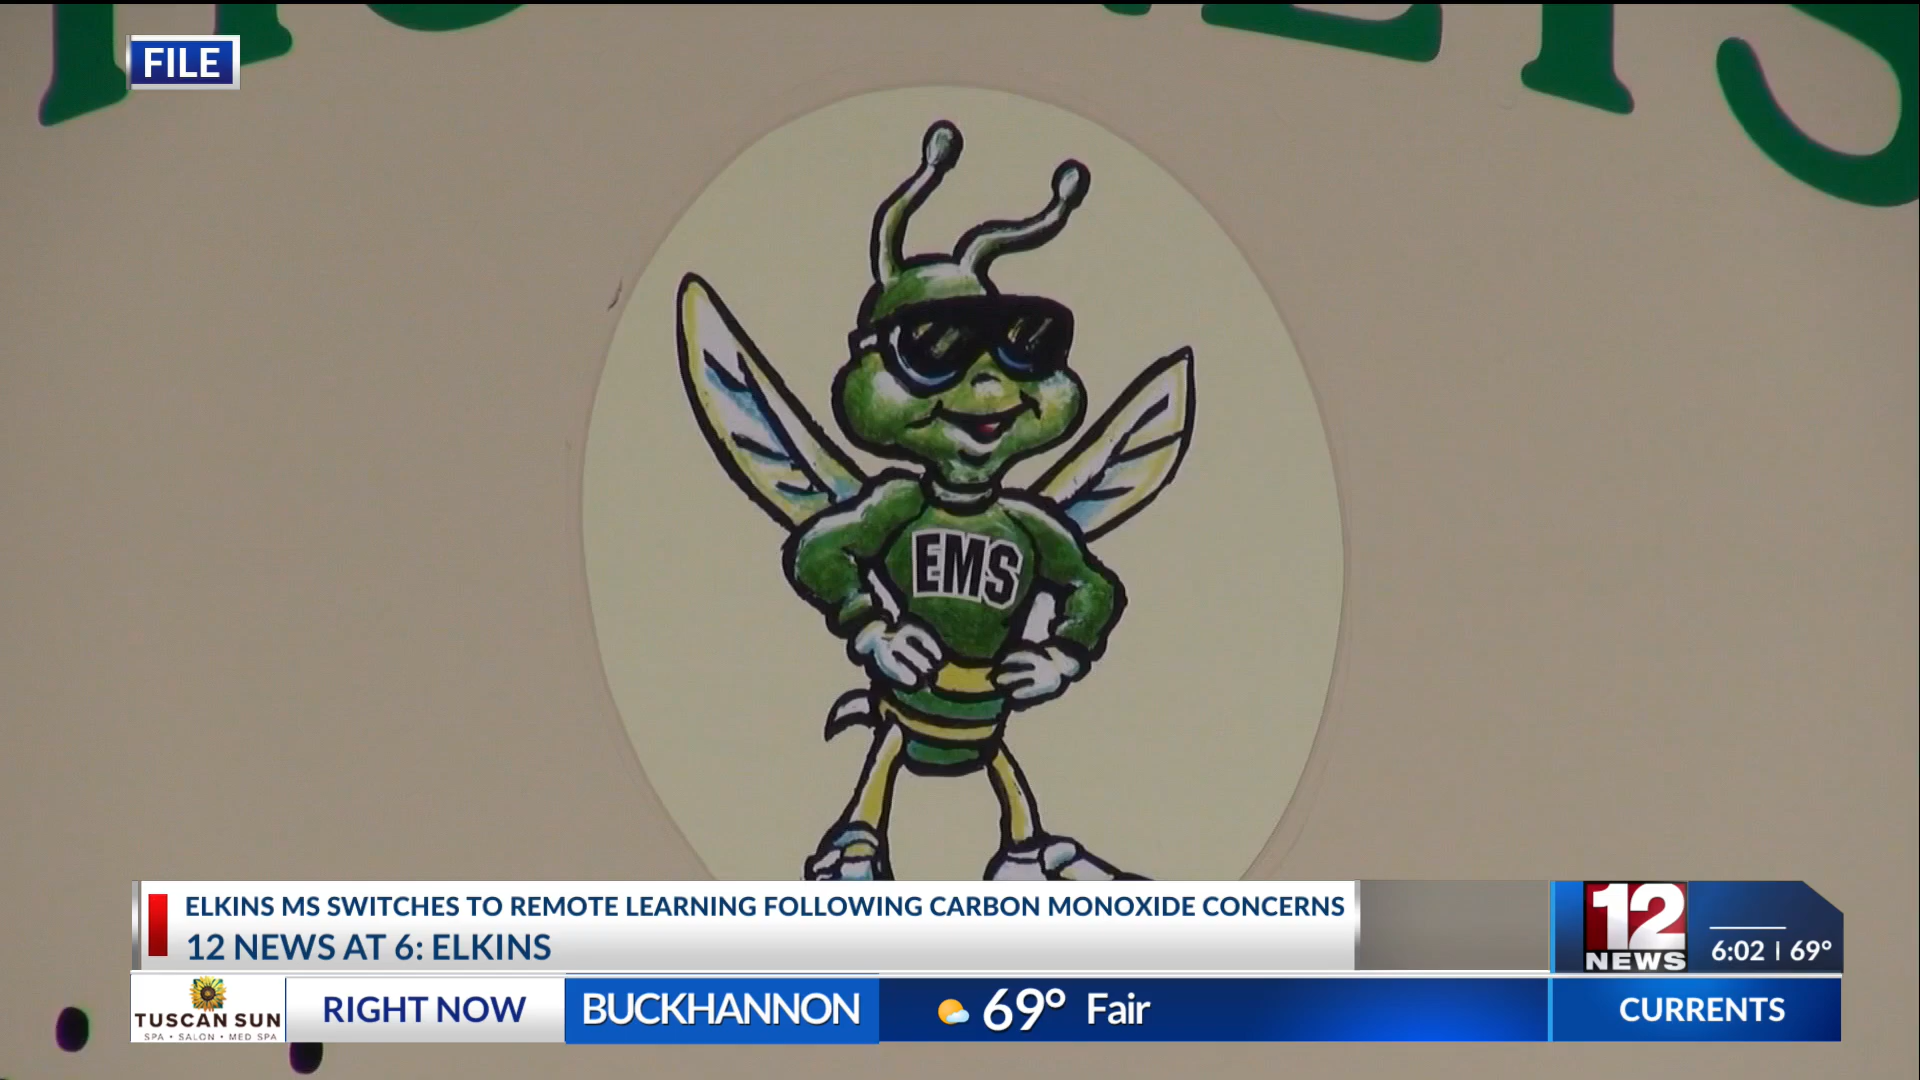 FILE
EMS
ELKINS MS SWITCHES TO REMOTE LEARNING FOLLOWING CARBON MONOXIDE CONCERNS
12 NEWS AT 6: ELKINS
12
NEWS
6:02 | 69°
TUSCAN SUN
SPA • SALON • MED SPA
RIGHT NOW
BUCKHANNON
69° Fair
CURRENTS